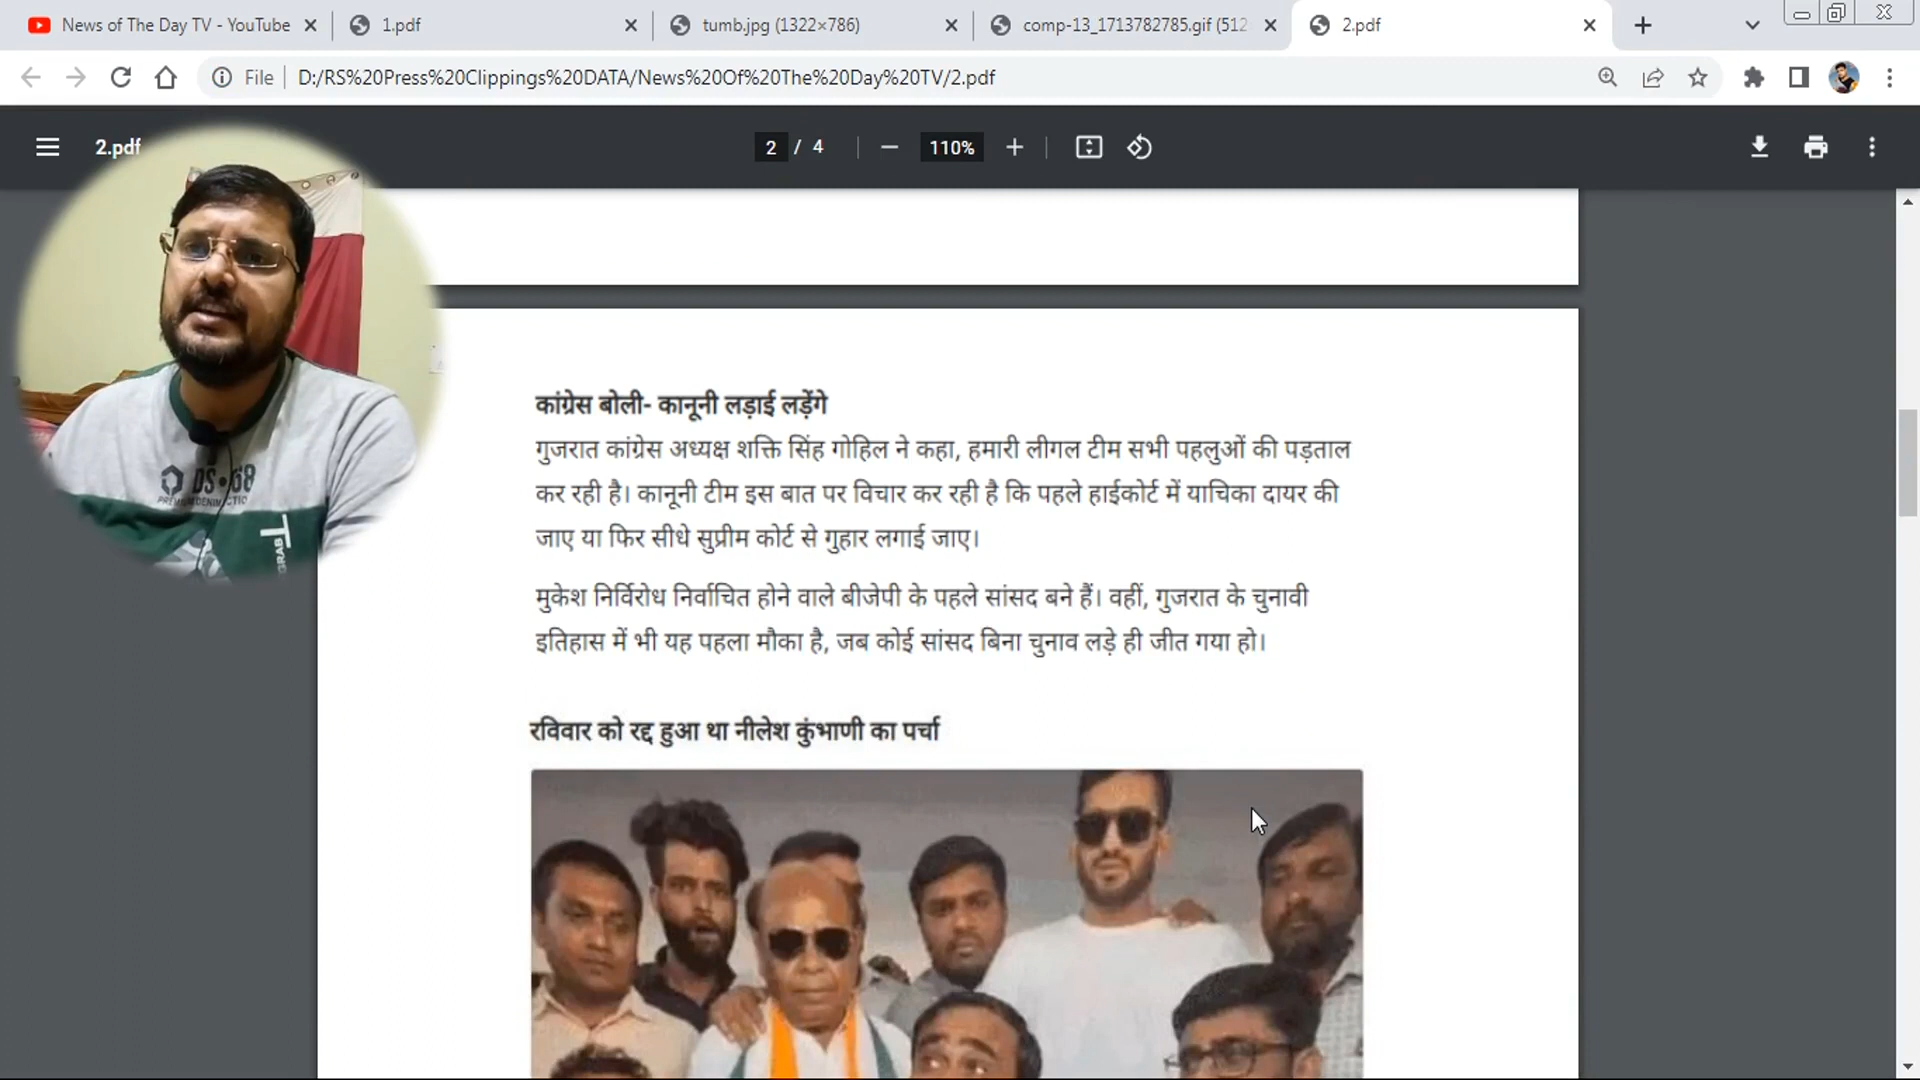 News of The Day TV - YouTube
1.pdf
tumb.jpg (1322×786)
comp-13_1713782785.gif (512
2.pdf
File
D:/RS%20Press%20Clippings%20DATA/News%20Of%20The%20Day%20TV/2.pdf
2.pdf
2 / 4
110%
DS·68
कांग्रेस बोली- कानूनी लड़ाई लड़ेंगे
गुजरात कांग्रेस अध्यक्ष शक्ति सिंह गोहिल ने कहा, हमारी लीगल टीम सभी पहलुओं की पड़ताल
कर रही है। कानूनी टीम इस बात पर विचार कर रही है कि पहले हाईकोर्ट में याचिका दायर की
जाए या फिर सीधे सुप्रीम कोर्ट से गुहार लगाई जाए।
मुकेश निर्विरोध निर्वाचित होने वाले बीजेपी के पहले सांसद बने हैं। वहीं, गुजरात के चुनावी
इतिहास में भी यह पहला मौका है, जब कोई सांसद बिना चुनाव लड़े ही जीत गया हो।
रविवार को रद्द हुआ था नीलेश कुंभाणी का पर्चा